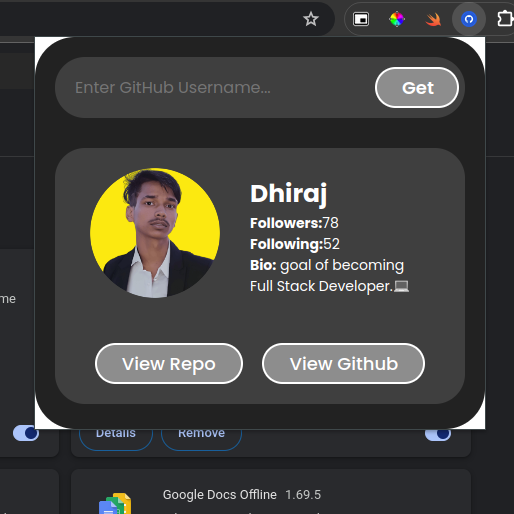 Enter GitHub Username...
Get
Dhiraj
Followers:78
Following:52
Bio: goal of becoming
Full Stack Developer.💻
View Repo
View Github
me
Details
Remove
Google Docs Offline 1.69.5